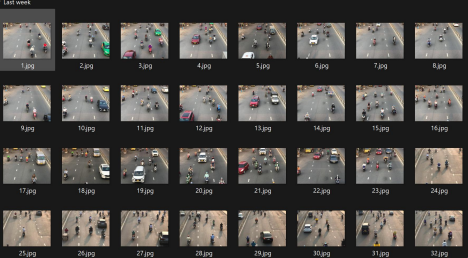 Last week
1.jpg 2.jpg 3.jpg 4.jpg 5.jpg 6.jpg 7.jpg 8.jpg
9.jpg 10.jpg 11.jpg 12.jpg 13.jpg 14.jpg 15.jpg 16.jpg
17.jpg 18.jpg 19.jpg 20.jpg 21.jpg 22.jpg 23.jpg 24.jpg
25.jpg 26.jpg 27.jpg 28.jpg 29.jpg 30.jpg 31.jpg 32.jpg